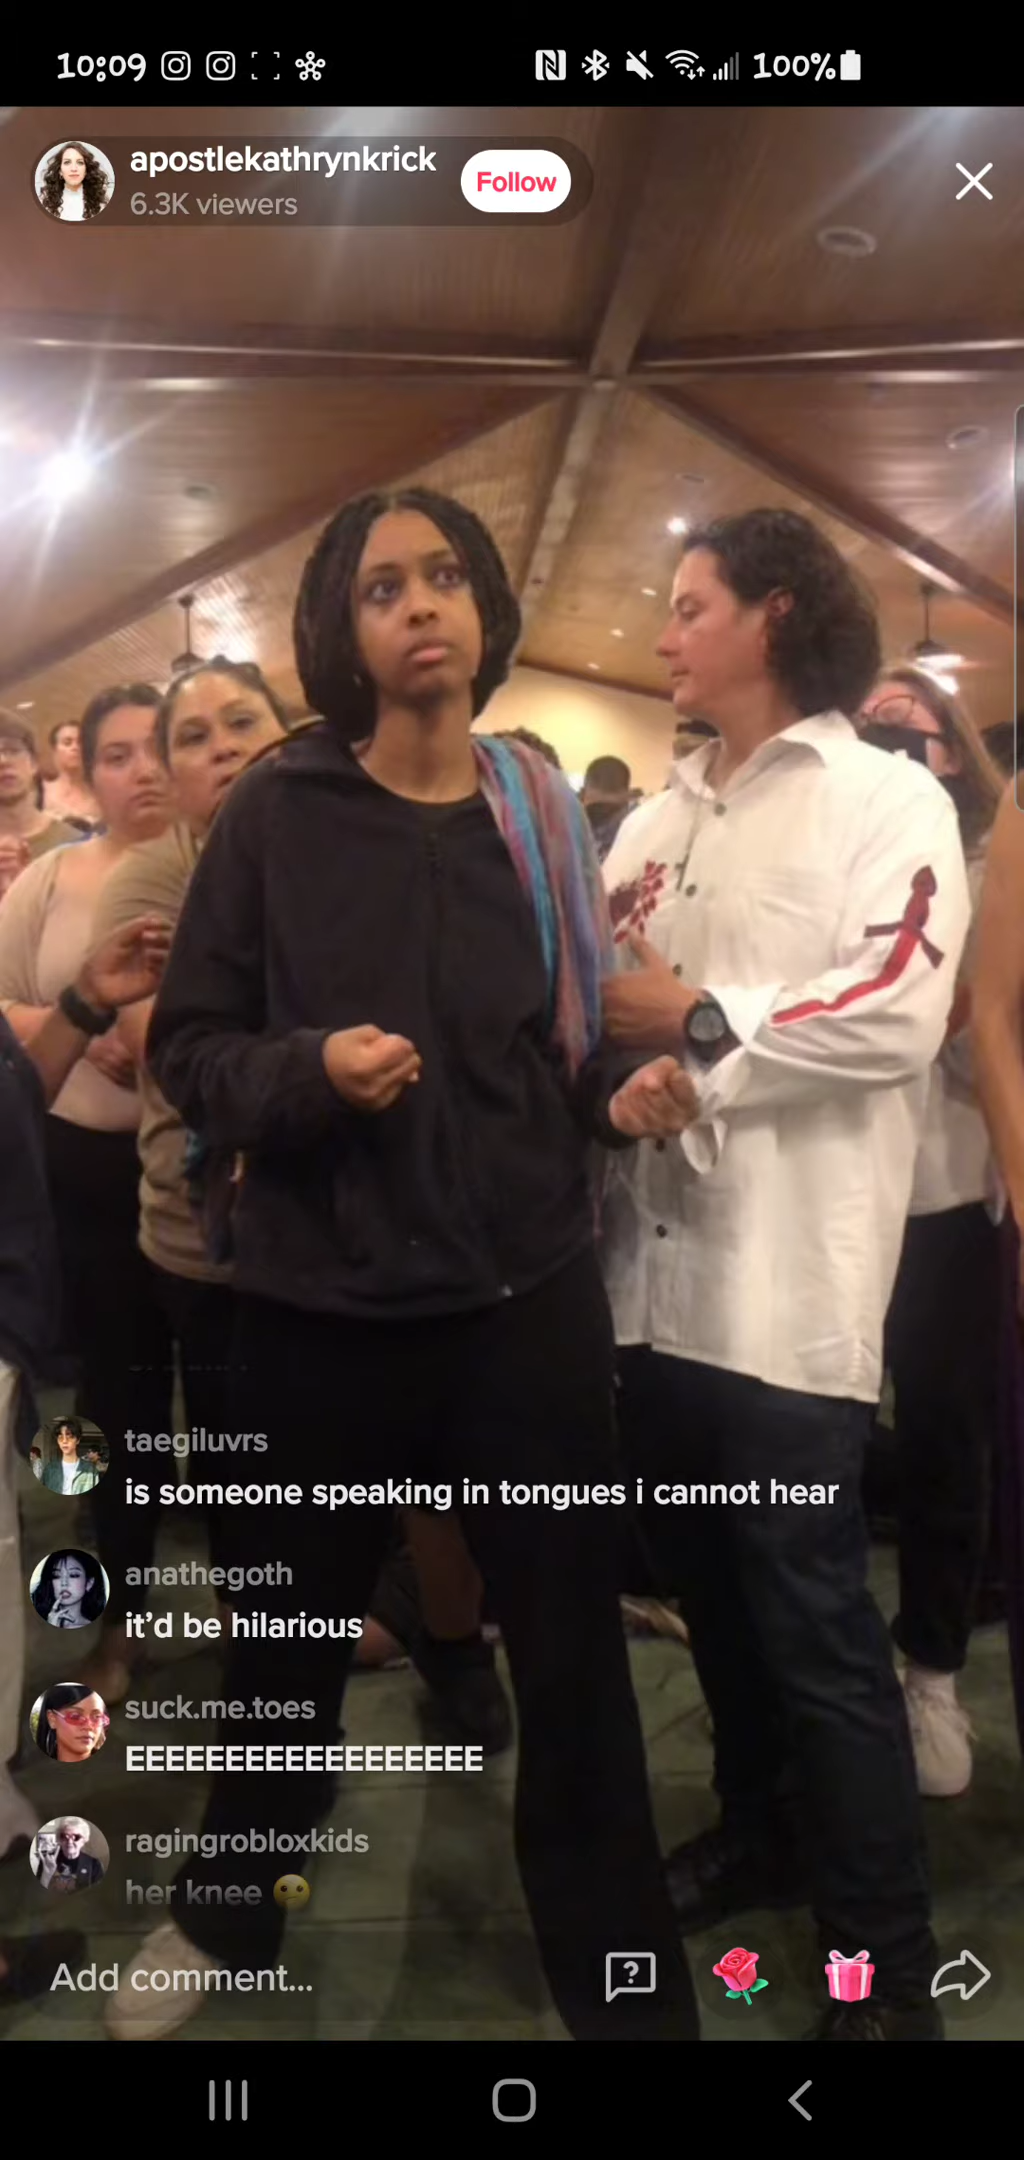 10:09 100%
apostlekathrynkrick
6.3K viewers
Follow
taegiluvrs
is someone speaking in tongues i cannot hear
anathegoth
it’d be hilarious
suck.me.toes
EEEEEEEEEEEEEEEEEE
ragingrobloxkids
her knee 🫤
Add comment...